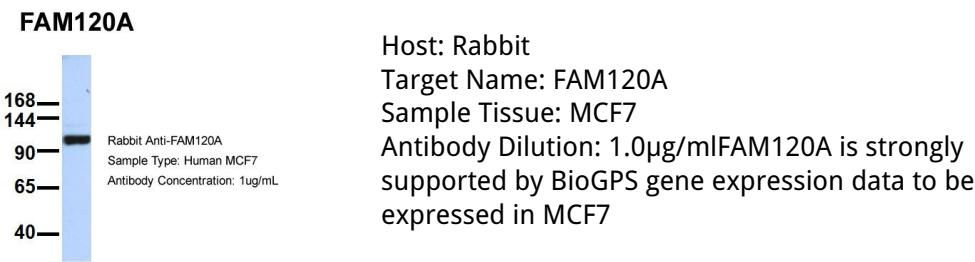 FAM120A
168
144
90
65
40
Rabbit Anti-FAM120A
Sample Type: Human MCF7
Antibody Concentration: 1ug/mL
Host: Rabbit
Target Name: FAM120A
Sample Tissue: MCF7
Antibody Dilution: 1.0µg/mlFAM120A is strongly
supported by BioGPS gene expression data to be
expressed in MCF7